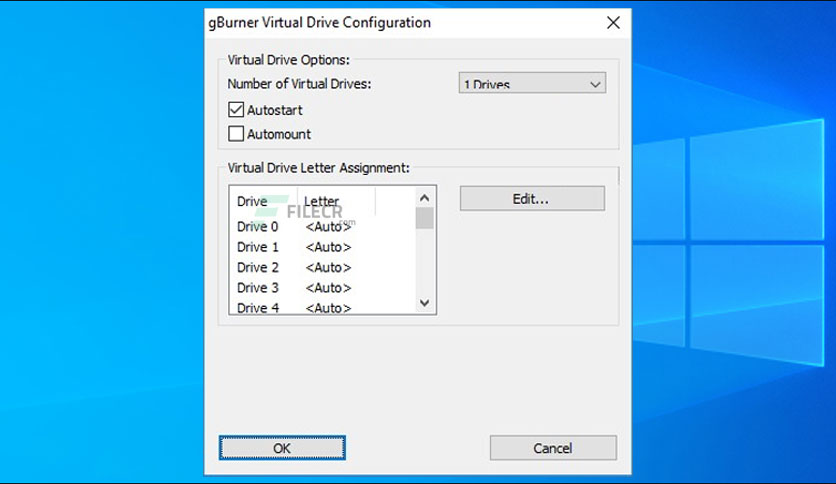 gBurner Virtual Drive Configuration
Virtual Drive Options:
Number of Virtual Drives: 1 Drives
Autostart
Automount
Virtual Drive Letter Assignment:
Drive Letter
Edit...
FILECR
.com
Drive 0 <Auto>
Drive 1 <Auto>
Drive 2 <Auto>
Drive 3 <Auto>
Drive 4 <Auto>
OK Cancel